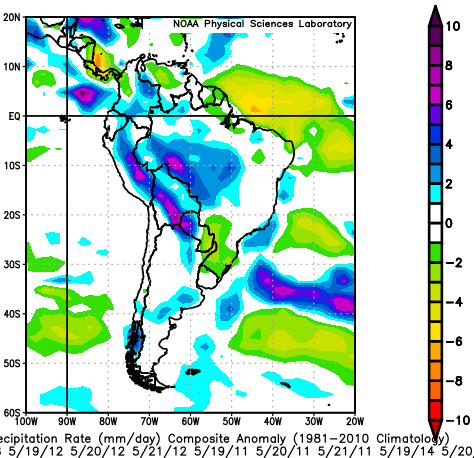 NOAA Physical Sciences Laboratory
20N
10N
EQ
10S
20S
30S
40S
50S
60S
100W 90W 80W 70W 60W 50W 40W 30W 20W
10
8
6
4
2
0
−2
−4
−6
−8
−10
ecipitation Rate (mm/day) Composite Anomaly (1981−2010 Climatology)
5/19/12 5/20/12 5/21/12 5/19/11 5/20/11 5/21/11 5/19/14 5/20